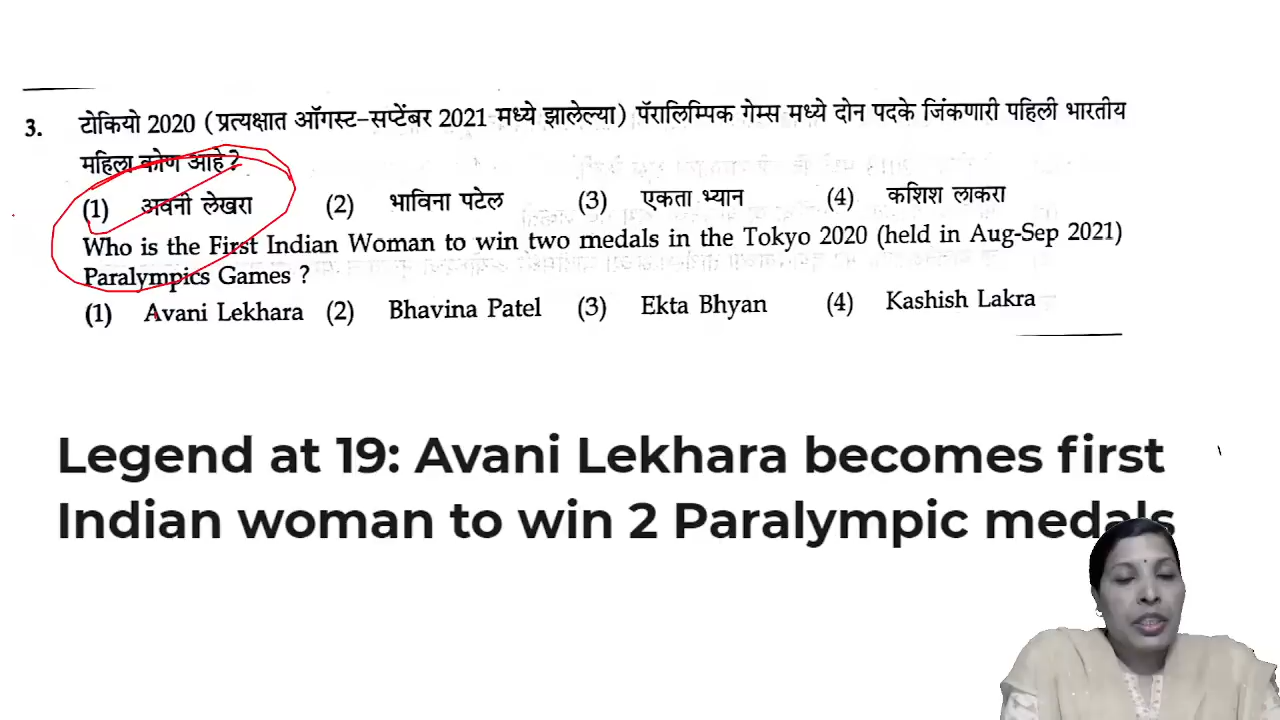 3. टोकियो 2020 (प्रत्यक्षात ऑगस्ट-सप्टेंबर 2021 मध्ये झालेल्या) पॅरालिम्पिक गेम्स मध्ये दोन पदके जिंकणारी पहिली भारतीय
महिला कोण आहे ?
(1) अवनी लेखरा (2) भाविना पटेल (3) एकता भ्यान (4) कशिश लाकरा
Who is the First Indian Woman to win two medals in the Tokyo 2020 (held in Aug-Sep 2021)
Paralympics Games ?
(1) Avani Lekhara (2) Bhavina Patel (3) Ekta Bhyan (4) Kashish Lakra
Legend at 19: Avani Lekhara becomes first
Indian woman to win 2 Paralympic medals